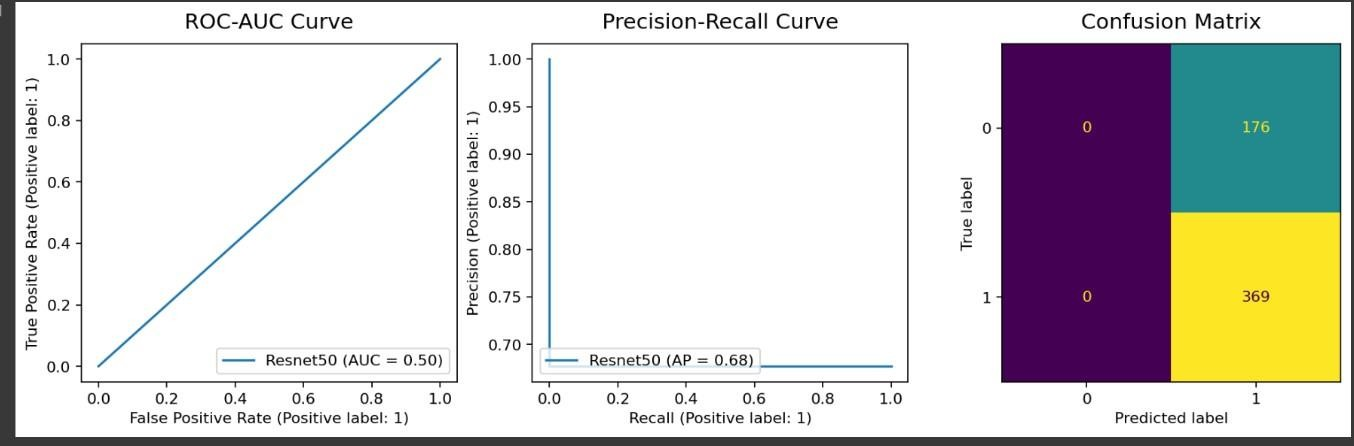 ROC-AUC Curve
True Positive Rate (Positive label: 1)
1.0
0.8
0.6
0.4
0.2
0.0
Resnet50 (AUC = 0.50)
0.0 0.2 0.4 0.6 0.8 1.0
False Positive Rate (Positive label: 1)
Precision-Recall Curve
Precision (Positive label: 1)
1.00
0.95
0.90
0.85
0.80
0.75
0.70
Resnet50 (AP = 0.68)
0.0 0.2 0.4 0.6 0.8 1.0
Recall (Positive label: 1)
Confusion Matrix
True label
0 0 176
1 0 369
0 1
Predicted label